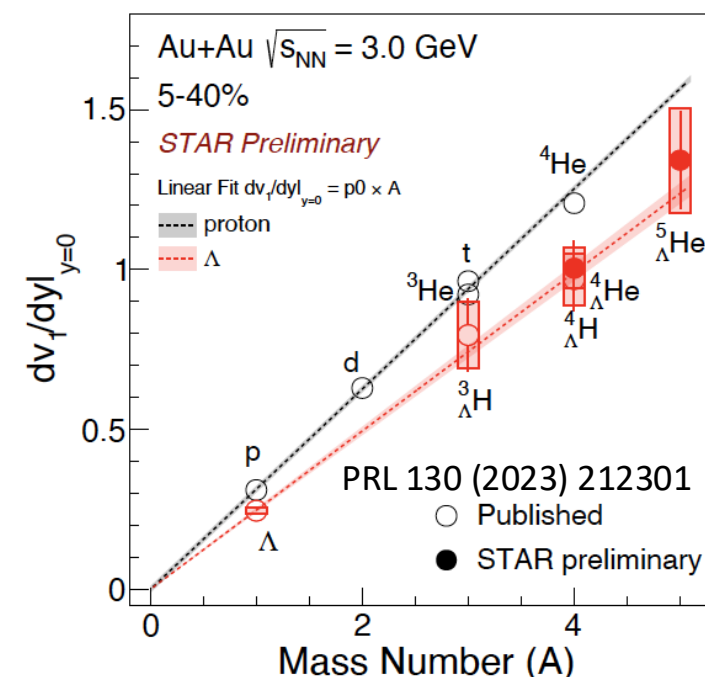 Au+Au √sNN = 3.0 GeV
5-40%
STAR Preliminary
Linear Fit dv₁/dy|y=0 = p0 × A
proton
Λ
1.5
1
0.5
0
dv₁/dy|y=0
⁴He
t
³He
d
p
Λ
⁵ΛHe
⁴ΛHe
⁴ΛH
³ΛH
PRL 130 (2023) 212301
Published
STAR preliminary
0 2 4
Mass Number (A)